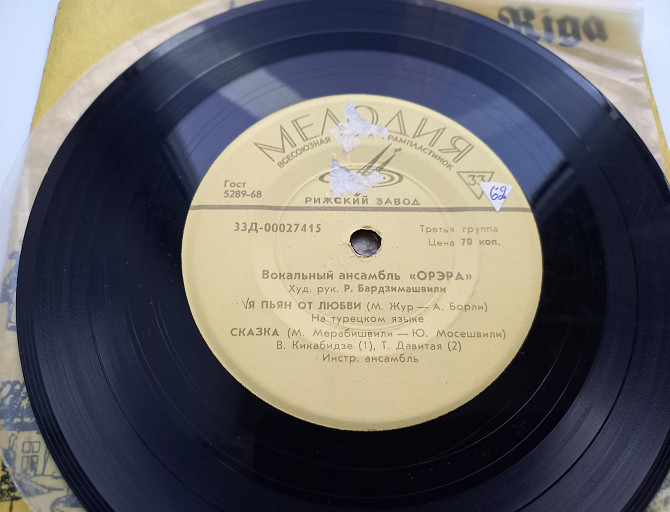 Riga
МЕЛОДИЯ
ВСЕСОЮЗНАЯ ГРАМПЛАСТИНОК
33
62
Гост
5289-68
РИЖСКИЙ ЗАВОД
33Д-00027415
Третья группа
Цена 70 коп.
Вокальный ансамбль «ОРЭРА»
Худ. рук. Р. Бардзимашвили
Я ПЬЯН ОТ ЛЮБВИ (М. Жур — А. Борли)
На турецком языке
СКАЗКА (М. Мерабишвили — Ю. Мосешвили)
В. Кикабидзе (1), Т. Давитая (2)
Инстр. ансамбль